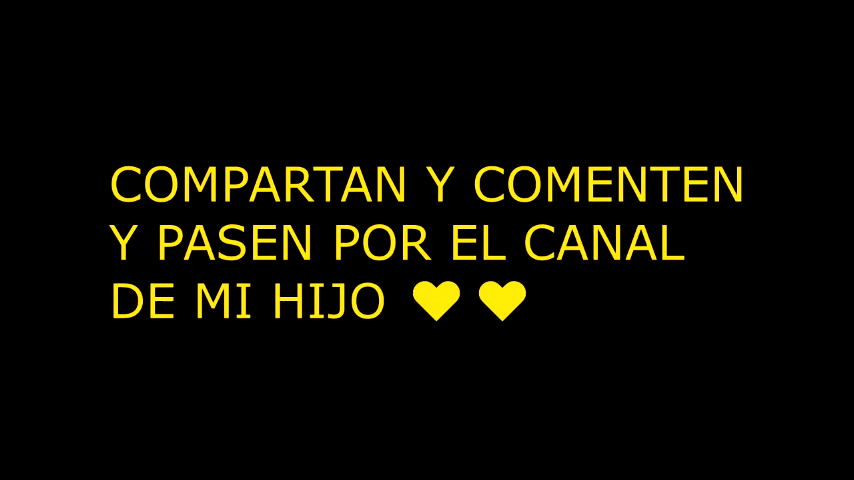 COMPARTAN Y COMENTEN
Y PASEN POR EL CANAL
DE MI HIJO ♥ ♥